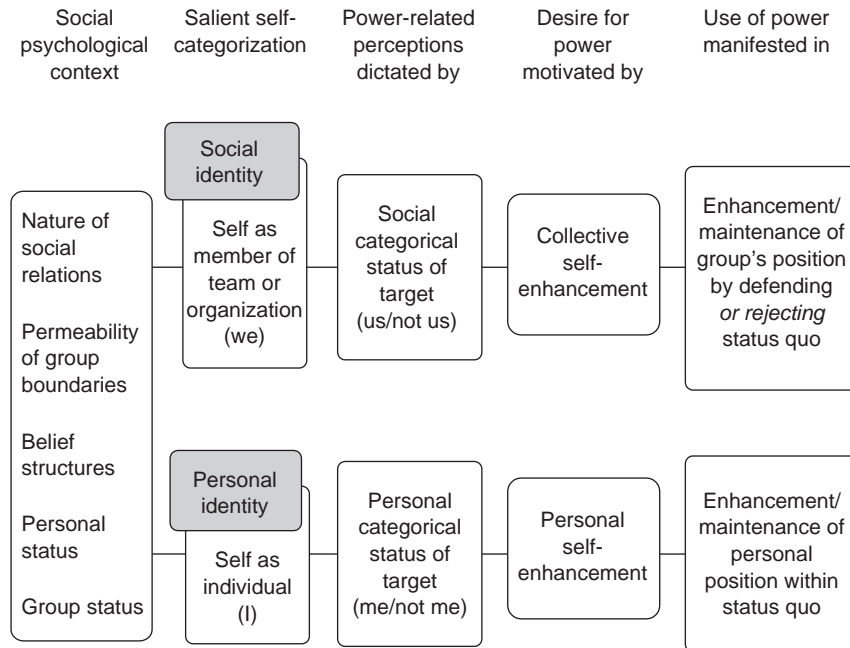 Social
psychological
context
Salient self-
categorization
Power-related
perceptions
dictated by
Desire for
power
motivated by
Use of power
manifested in
Nature of
social
relations
Permeability
of group
boundaries
Belief
structures
Personal
status
Group status
Social
identity
Self as
member of
team or
organization
(we)
Social
categorical
status of
target
(us/not us)
Collective
self-
enhancement
Enhancement/
maintenance of
group’s position
by defending
or rejecting
status quo
Personal
identity
Self as
individual
(I)
Personal
categorical
status of
target
(me/not me)
Personal
self-
enhancement
Enhancement/
maintenance of
personal
position within
status quo